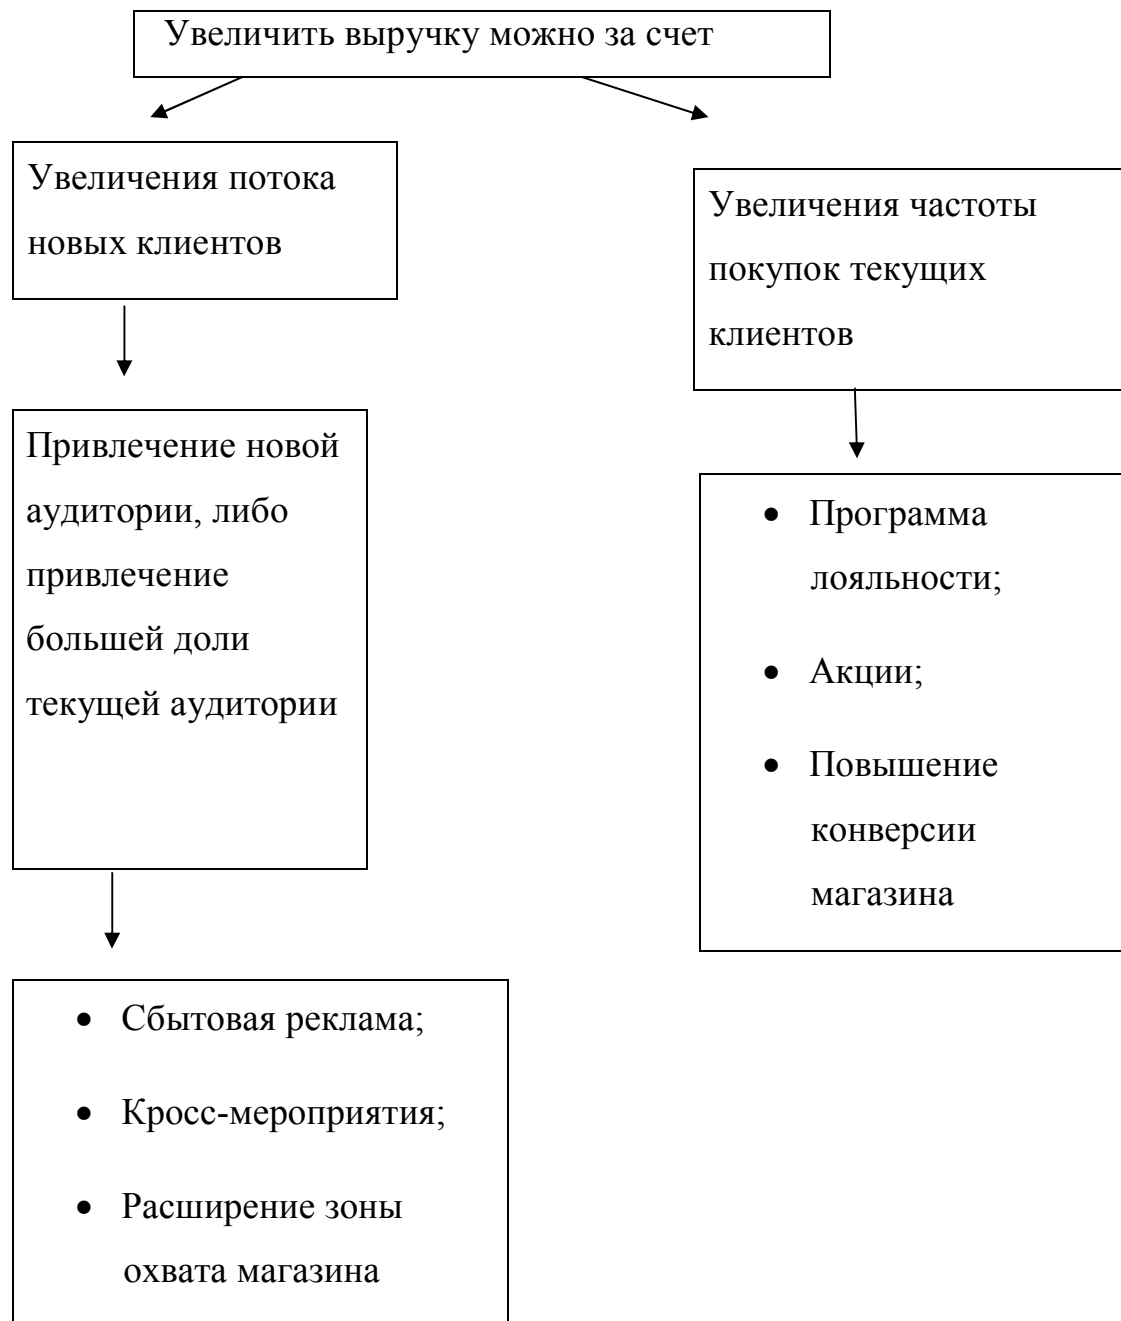 Увеличить выручку можно за счет
Увеличения потока
новых клиентов
Увеличения частоты
покупок текущих
клиентов
Привлечение новой
аудитории, либо
привлечение
большей доли
текущей аудитории
• Программа
лояльности;
• Акции;
• Повышение
конверсии
магазина
• Сбытовая реклама;
• Кросс-мероприятия;
• Расширение зоны
охвата магазина